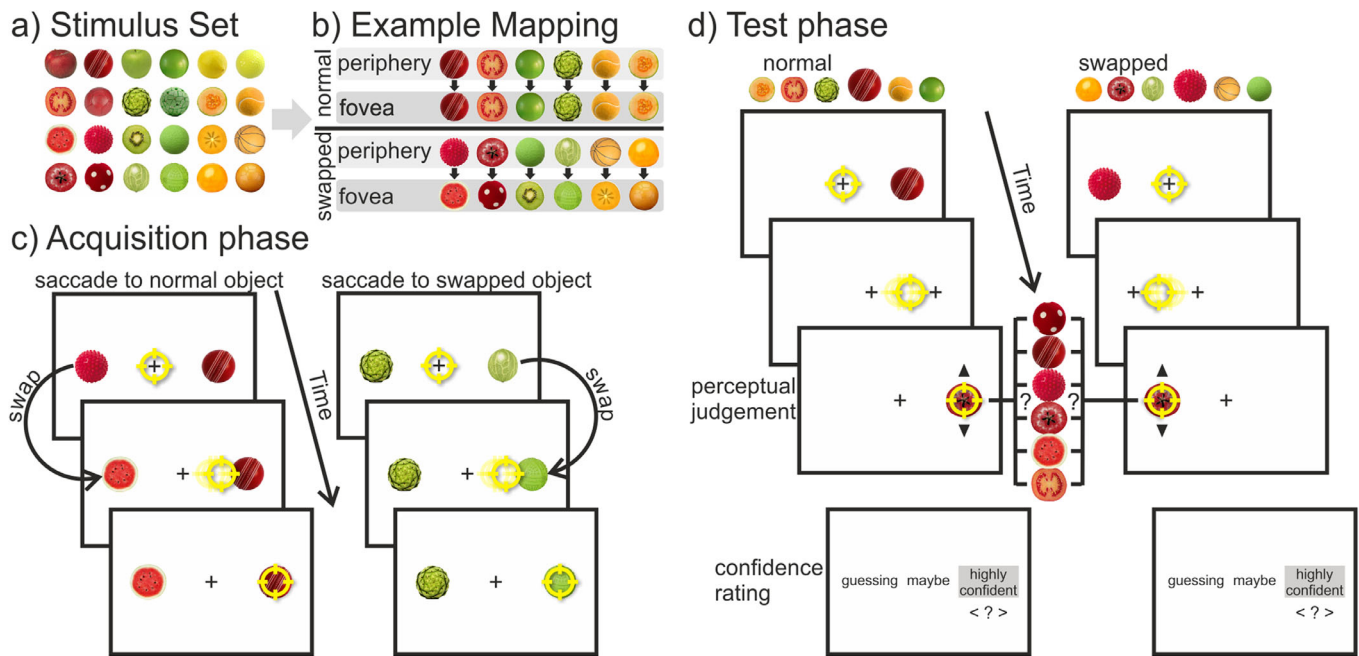 a) Stimulus Set
b) Example Mapping
normal
periphery
fovea
swapped
periphery
fovea
c) Acquisition phase
saccade to normal object
swap
Time
saccade to swapped object
swap
d) Test phase
normal
swapped
Time
perceptual
judgement
?
?
confidence
rating
guessing maybe highly
confident
< ? >
guessing maybe highly
confident
< ? >